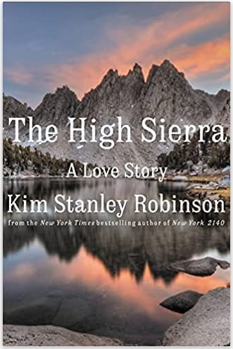 The High Sierra
A Love Story
Kim Stanley Robinson
from the New York Times bestselling author of New York 2140